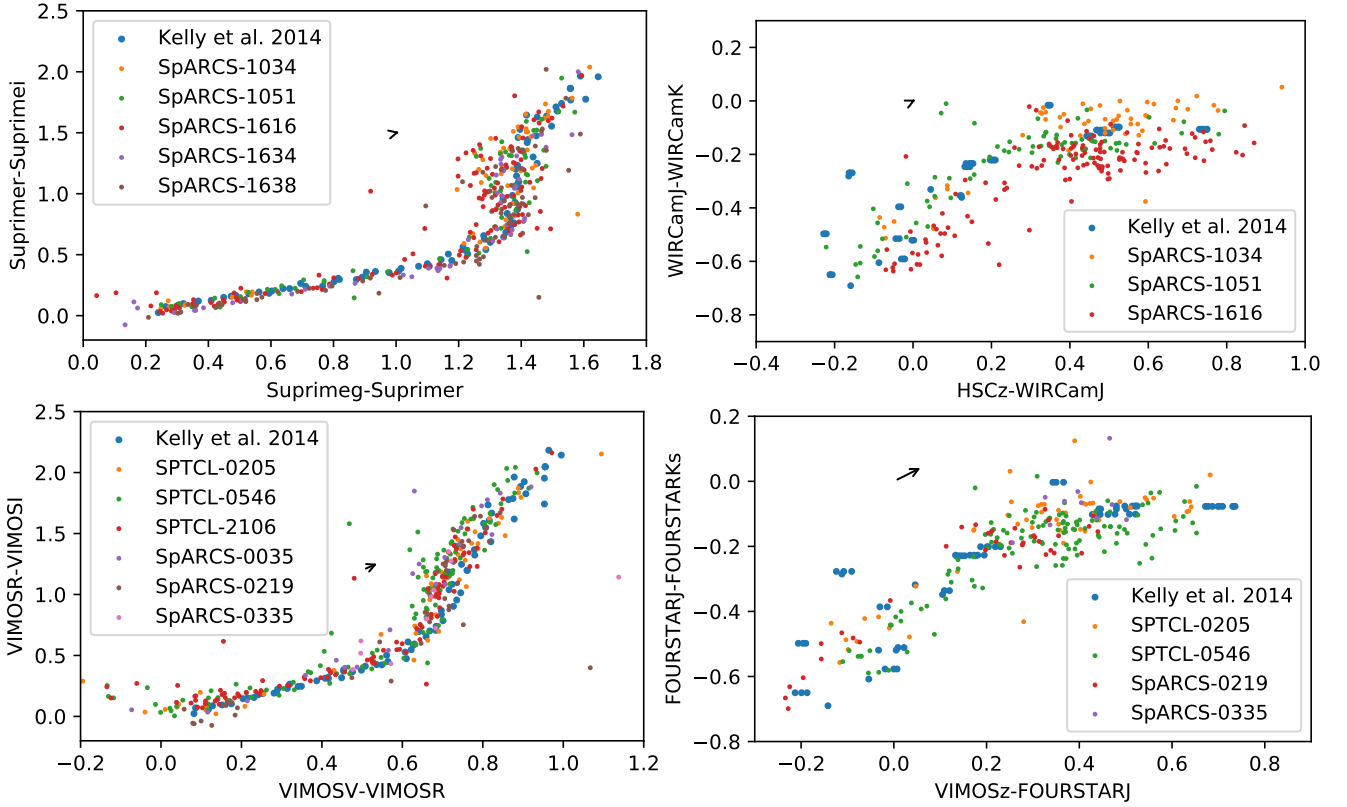 2.5
2.0
1.5
1.0
0.5
0.0
Suprimer-Suprimei
Kelly et al. 2014
SpARCS-1034
SpARCS-1051
SpARCS-1616
SpARCS-1634
SpARCS-1638
0.0 0.2 0.4 0.6 0.8 1.0 1.2 1.4 1.6 1.8
Suprimeg-Suprimer
0.2
0.0
−0.2
−0.4
−0.6
−0.8
WIRCamJ-WIRCamK
Kelly et al. 2014
SpARCS-1034
SpARCS-1051
SpARCS-1616
−0.4 −0.2 0.0 0.2 0.4 0.6 0.8 1.0
HSCz-WIRCamJ
2.5
2.0
1.5
1.0
0.5
0.0
VIMOSR-VIMOSI
Kelly et al. 2014
SPTCL-0205
SPTCL-0546
SPTCL-2106
SpARCS-0035
SpARCS-0219
SpARCS-0335
−0.2 0.0 0.2 0.4 0.6 0.8 1.0 1.2
VIMOSV-VIMOSR
0.2
0.0
−0.2
−0.4
−0.6
−0.8
FOURSTARJ-FOURSTARKs
Kelly et al. 2014
SPTCL-0205
SPTCL-0546
SpARCS-0219
SpARCS-0335
−0.2 0.0 0.2 0.4 0.6 0.8
VIMOSz-FOURSTARJ